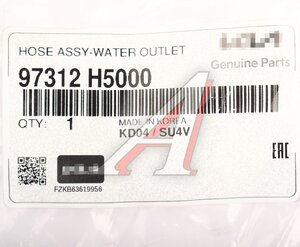 HOSE ASSY-WATER OUTLET
Genuine Parts
97312 H5000
QTY: 1
MADE IN KOREA
KD04 / SU4V
EAC
FZKB63619956